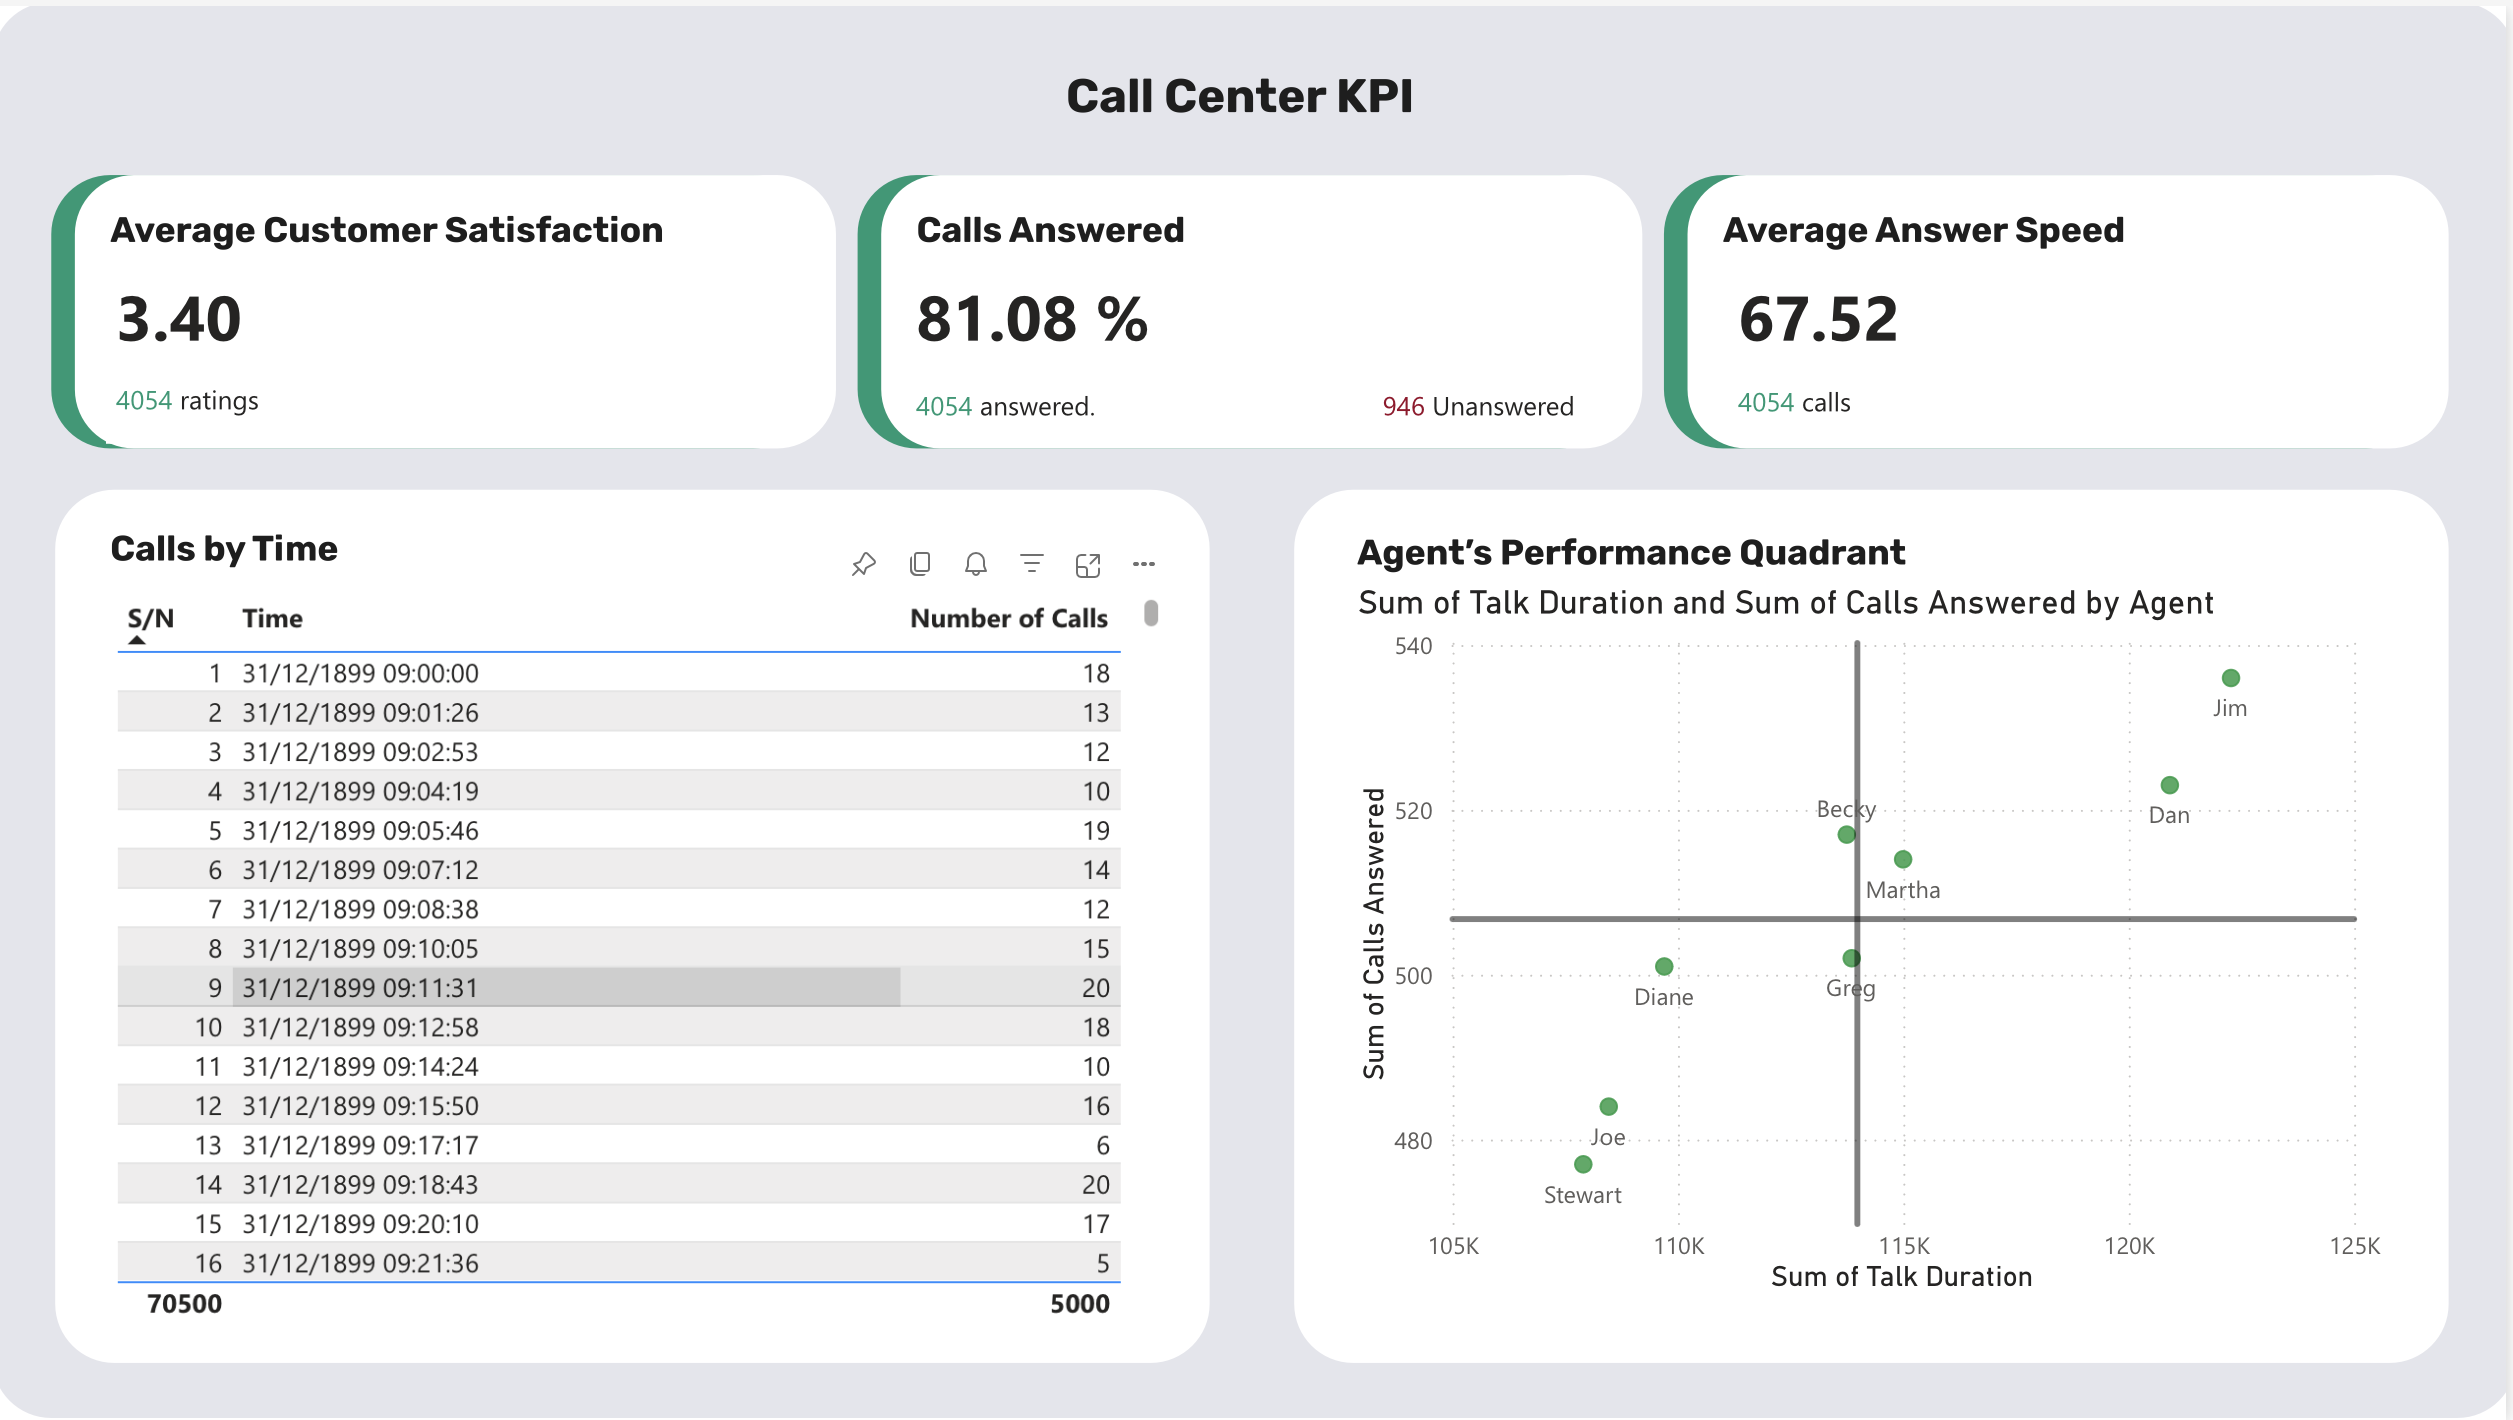 Call Center KPI
Average Customer Satisfaction
3.40
4054 ratings
Calls Answered
81.08 %
4054 answered.
946 Unanswered
Average Answer Speed
67.52
4054 calls
Calls by Time
S/N Time Number of Calls
1 31/12/1899 09:00:00 18
2 31/12/1899 09:01:26 13
3 31/12/1899 09:02:53 12
4 31/12/1899 09:04:19 10
5 31/12/1899 09:05:46 19
6 31/12/1899 09:07:12 14
7 31/12/1899 09:08:38 12
8 31/12/1899 09:10:05 15
9 31/12/1899 09:11:31 20
10 31/12/1899 09:12:58 18
11 31/12/1899 09:14:24 10
12 31/12/1899 09:15:50 16
13 31/12/1899 09:17:17 6
14 31/12/1899 09:18:43 20
15 31/12/1899 09:20:10 17
16 31/12/1899 09:21:36 5
70500 5000
Agent’s Performance Quadrant
Sum of Talk Duration and Sum of Calls Answered by Agent
Sum of Calls Answered
540
520
500
480
Jim
Dan
Becky
Martha
Greg
Diane
Joe
Stewart
105K 110K 115K 120K 125K
Sum of Talk Duration